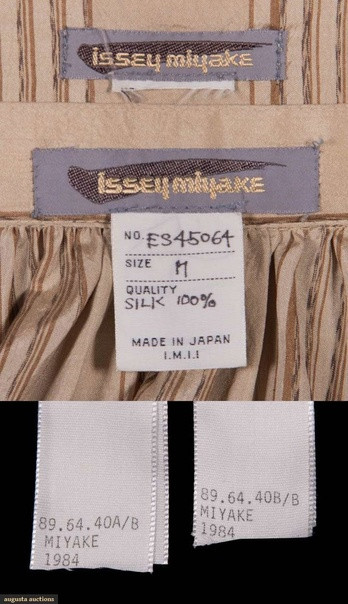 issey miyake
issey miyake
NO. ES45064
SIZE M
QUALITY
SILK 100%
MADE IN JAPAN
I.M.I.I
89.64.40A/B
MIYAKE
1984
89.64.40B/B
MIYAKE
1984
augusta auctions